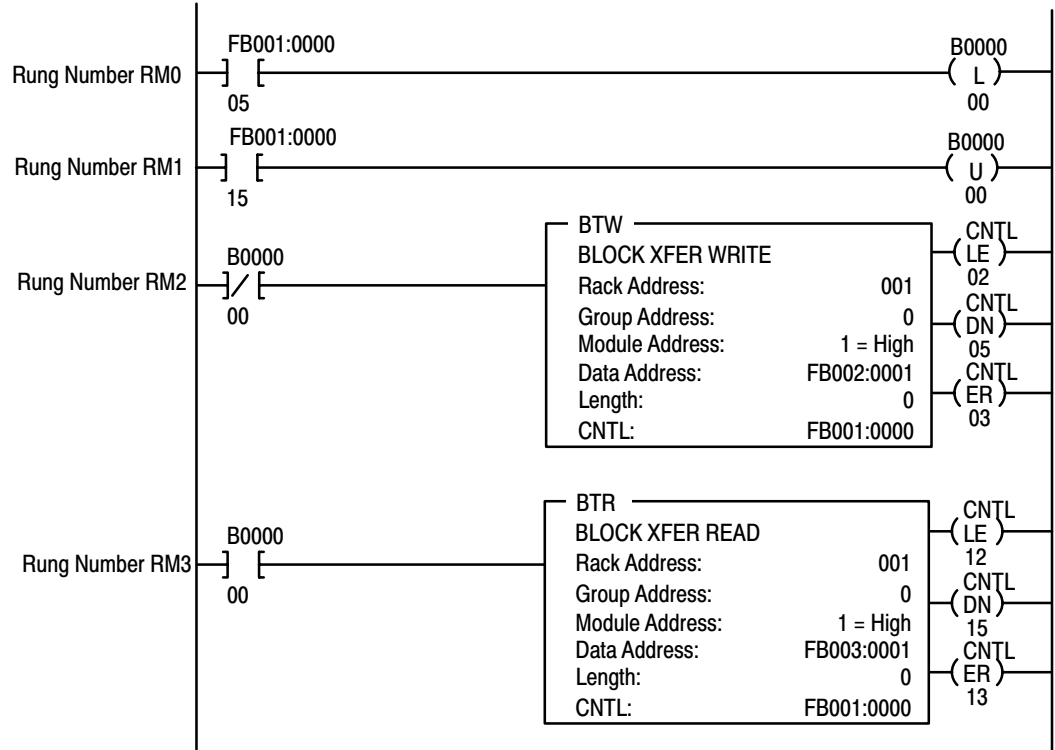 FB001:0000
B0000
Rung Number RM0
L
05
00
FB001:0000
B0000
Rung Number RM1
U
15
00
BTW
CNTL
B0000
BLOCK XFER WRITE
LE
Rung Number RM2
Rack Address: 001
02
00
Group Address: 0
CNTL
DN
Module Address: 1 = High
05
Data Address: FB002:0001
CNTL
ER
Length: 0
03
CNTL: FB001:0000
BTR
CNTL
B0000
BLOCK XFER READ
LE
Rung Number RM3
Rack Address: 001
12
00
Group Address: 0
CNTL
DN
Module Address: 1 = High
15
Data Address: FB003:0001
CNTL
ER
Length: 0
13
CNTL: FB001:0000